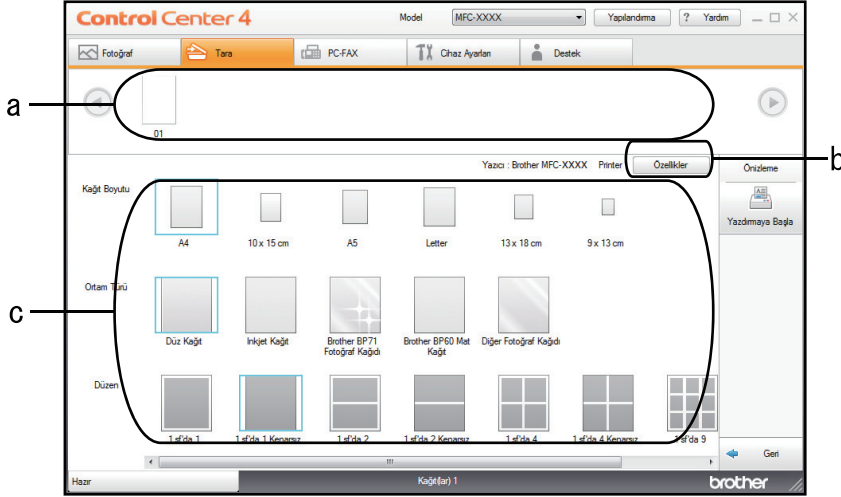 Control Center 4
Model MFC-XXXX Yapılandırma ? Yardım
Fotoğraf Tara PC-FAX Cihaz Ayarları Destek
a
01
b
Yazıcı : Brother MFC-XXXX Printer Özellikler Önizleme
Kağıt Boyutu
Yazdırmaya Başla
A4 10 x 15 cm A5 Letter 13 x 18 cm 9 x 13 cm
Ortam Türü
c
Düz Kağıt Inkjet Kağıt Brother BP71 Fotoğraf Kağıdı Brother BP60 Mat Kağıt Diğer Fotoğraf Kağıdı
Düzen
1 sf'da 1 1 sf'da 1 Kenarsız 1 sf'da 2 1 sf'da 2 Kenarsız 1 sf'da 4 1 sf'da 4 Kenarsız 1 sf'da 9
Geri
Hazır Kağıt(lar) 1 brother